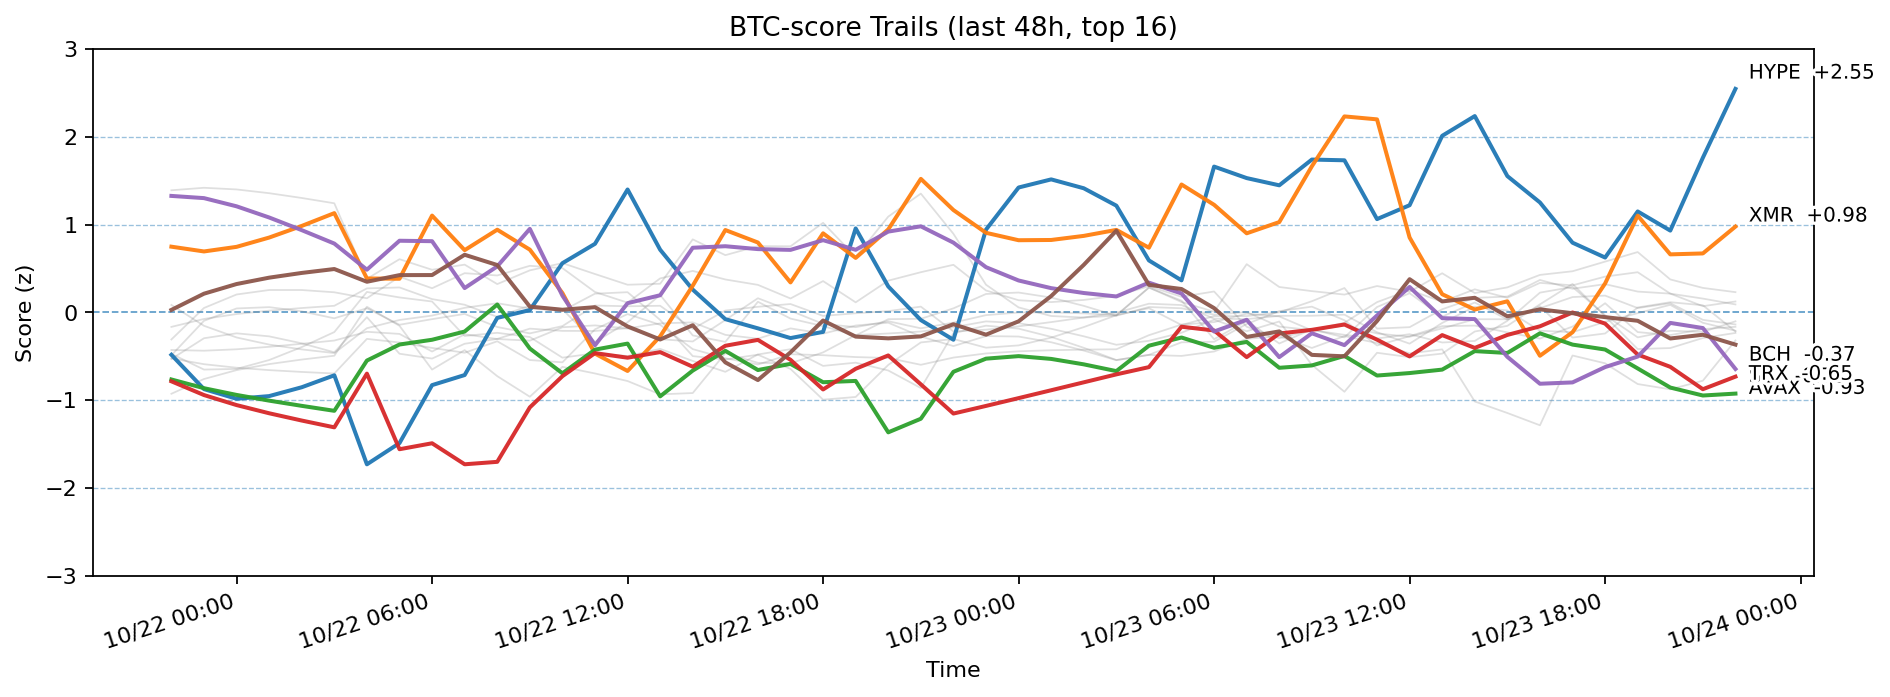 BTC-score Trails (last 48h, top 16)
Score (z)
3
2
1
0
−1
−2
−3
HYPE +2.55
XMR +0.98
BCH -0.37
TRX -0.65
AVAX -0.93
10/22 00:00
10/22 06:00
10/22 12:00
10/22 18:00
10/23 00:00
10/23 06:00
10/23 12:00
10/23 18:00
10/24 00:00
Time